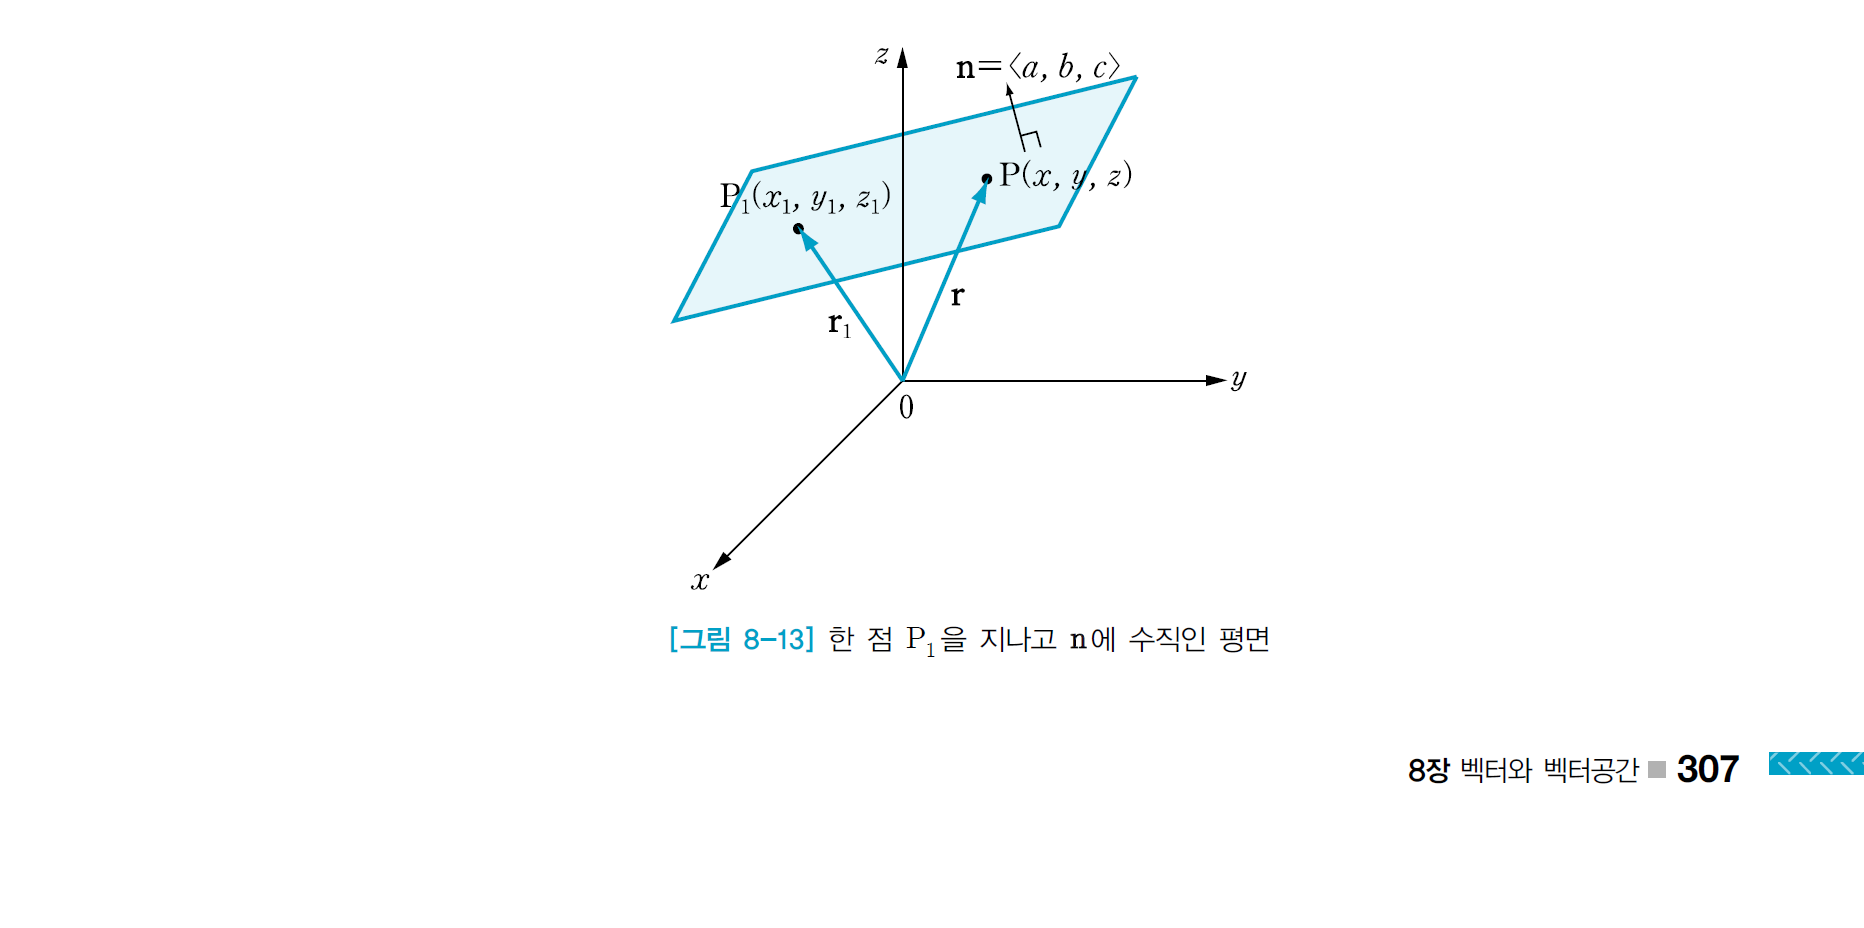 z
n=⟨a, b, c⟩
P(x, y, z)
P₁(x₁, y₁, z₁)
r
r₁
y
0
x
[그림 8-13] 한 점 P₁을 지나고 n에 수직인 평면
8장 벡터와 벡터공간 ■ 307